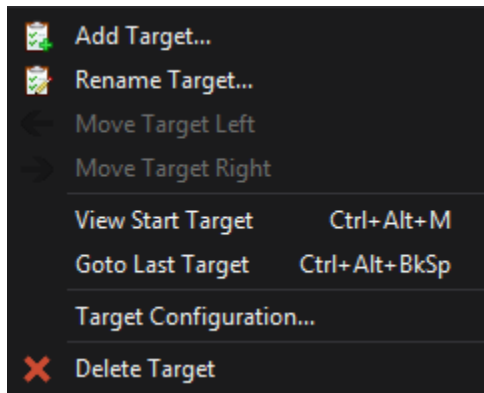 Add Target...
Rename Target...
Move Target Left
Move Target Right
View Start Target Ctrl+Alt+M
Goto Last Target Ctrl+Alt+BkSp
Target Configuration...
Delete Target